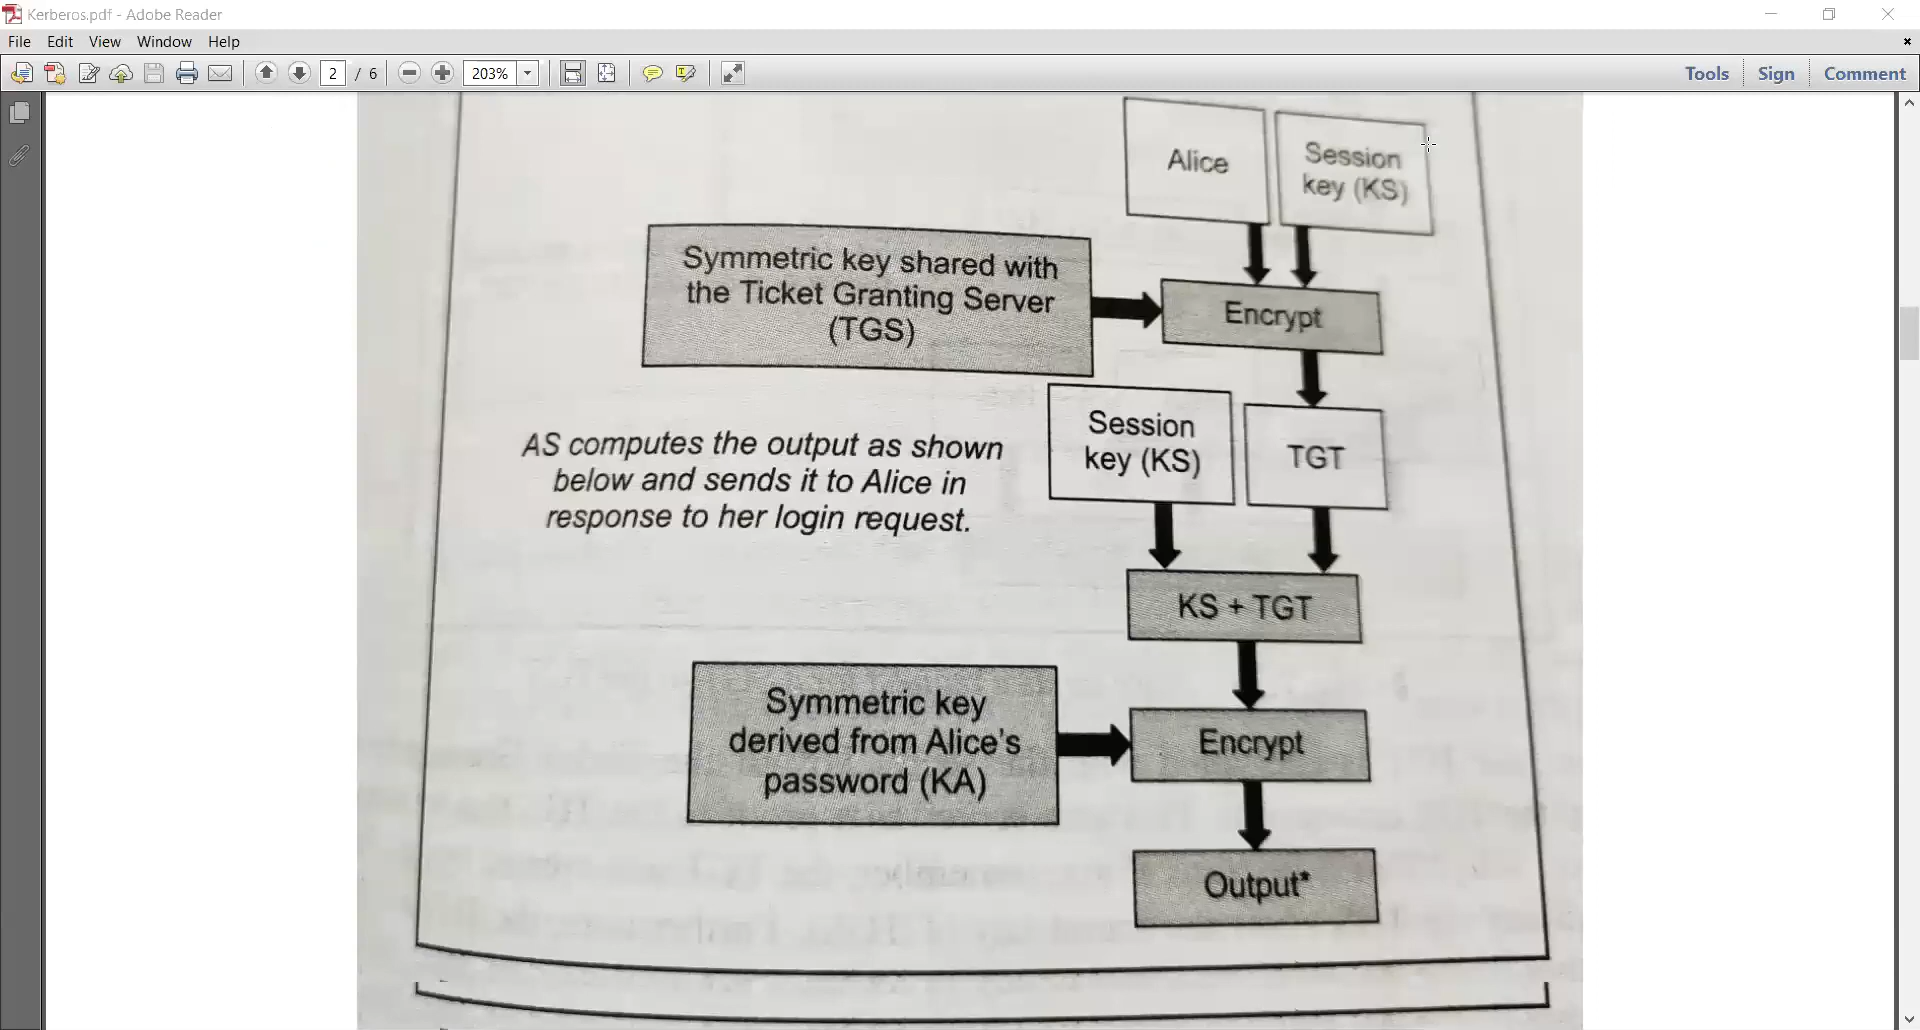 Kerberos.pdf - Adobe Reader
File Edit View Window Help
2 / 6 203% Tools Sign Comment
Alice
Session
key (KS)
Symmetric key shared with
the Ticket Granting Server
(TGS)
Encrypt
AS computes the output as shown
below and sends it to Alice in
response to her login request.
Session
key (KS)
TGT
KS + TGT
Symmetric key
derived from Alice's
password (KA)
Encrypt
Output*